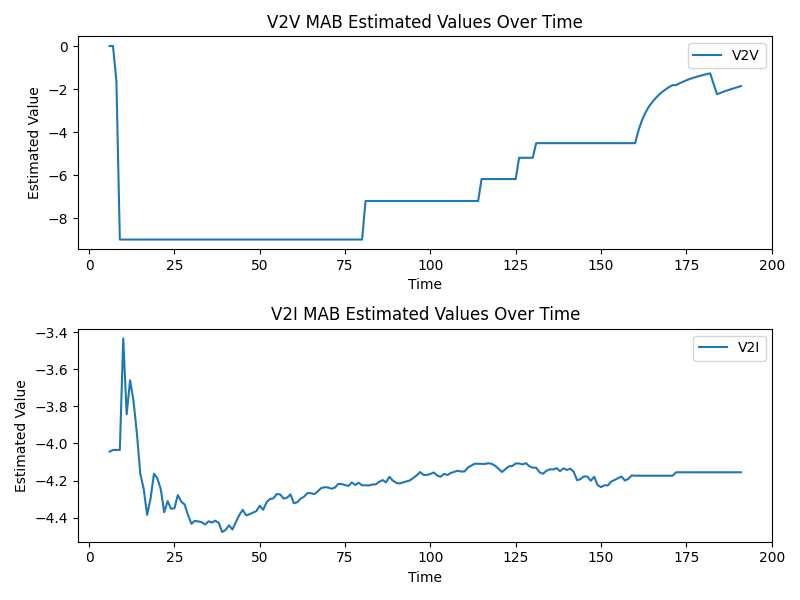 V2V MAB Estimated Values Over Time
V2V
Estimated Value
0
−2
−4
−6
−8
0 25 50 75 100 125 150 175 200
Time
V2I MAB Estimated Values Over Time
V2I
Estimated Value
−3.4
−3.6
−3.8
−4.0
−4.2
−4.4
0 25 50 75 100 125 150 175 200
Time